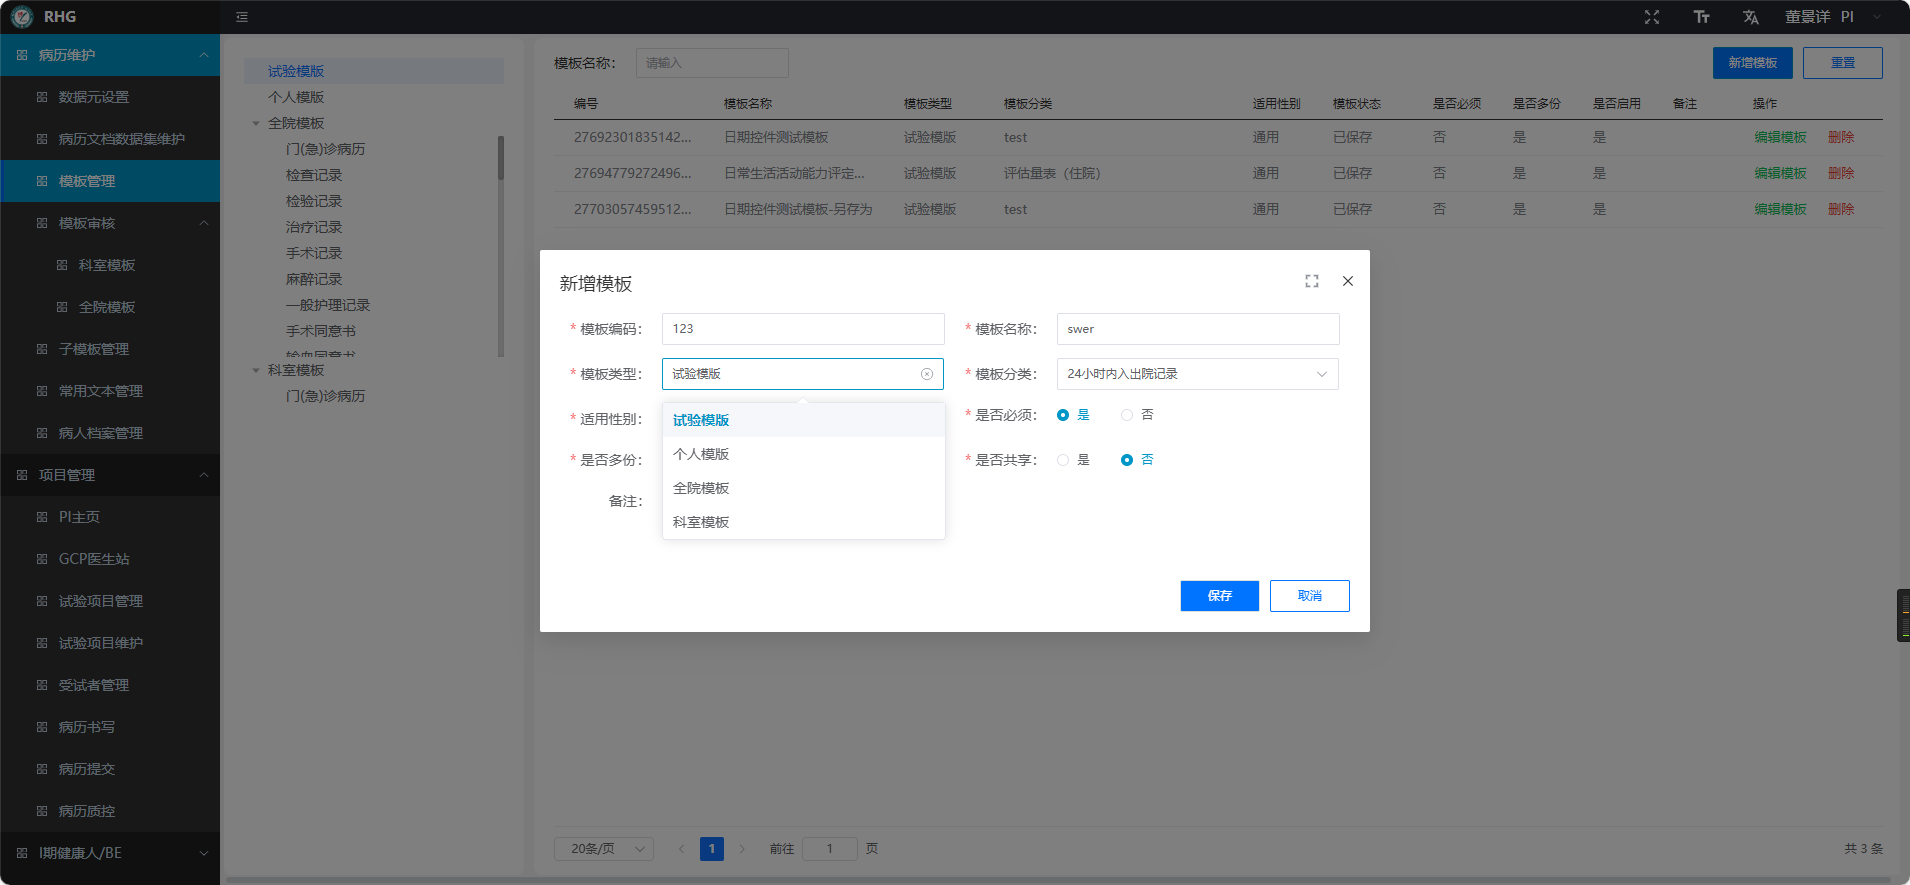 RHG
董景详 PI
病历维护
数据元设置
病历文档数据集维护
模板管理
模板审核
科室模板
全院模板
子模板管理
常用文本管理
病人档案管理
项目管理
PI主页
GCP医生站
试验项目管理
试验项目维护
受试者管理
病历书写
病历提交
病历质控
I期健康人/BE
试验模版
个人模版
全院模板
门(急)诊病历
检查记录
检验记录
治疗记录
手术记录
麻醉记录
一般护理记录
手术同意书
输血同意书
科室模板
门(急)诊病历
模板名称： 请输入 新增模板 重置
编号 模板名称 模板类型 模板分类 适用性别 模板状态 是否必须 是否多份 是否启用 备注 操作
27692301835142... 日期控件测试模板 试验模版 test 通用 已保存 否 是 是 编辑模板 删除
27694779272496... 日常生活活动能力评定... 试验模版 评估量表（住院） 通用 已保存 否 是 是 编辑模板 删除
27703057459512... 日期控件测试模板-另存为 试验模版 test 通用 已保存 否 是 是 编辑模板 删除
新增模板
* 模板编码： 123 * 模板名称： swer
* 模板类型： 试验模版 * 模板分类： 24小时内入出院记录
* 适用性别： * 是否必须： 是 否
* 是否多份： * 是否共享： 是 否
备注：
试验模版
个人模版
全院模板
科室模板
保存 取消
20条/页 1 前往 1 页 共 3 条